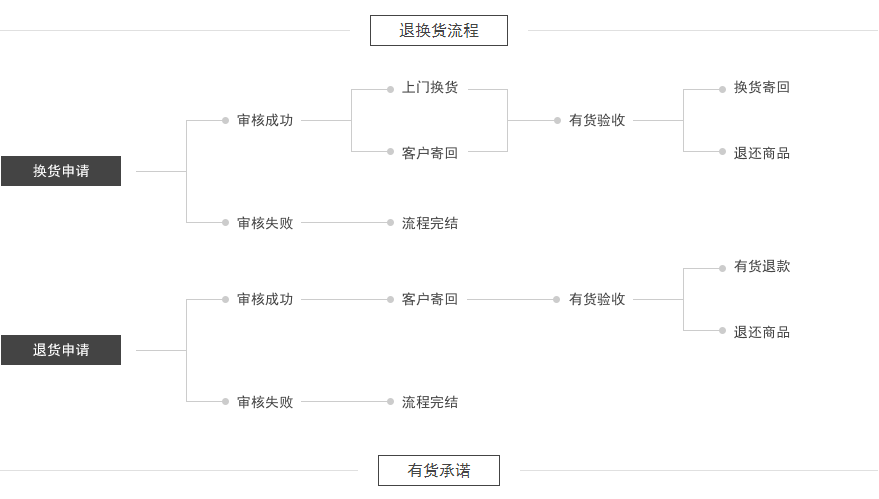 退换货流程
上门换货
换货寄回
审核成功
有货验收
客户寄回
退还商品
换货申请
审核失败
流程完结
有货退款
审核成功
客户寄回
有货验收
退还商品
退货申请
审核失败
流程完结
有货承诺